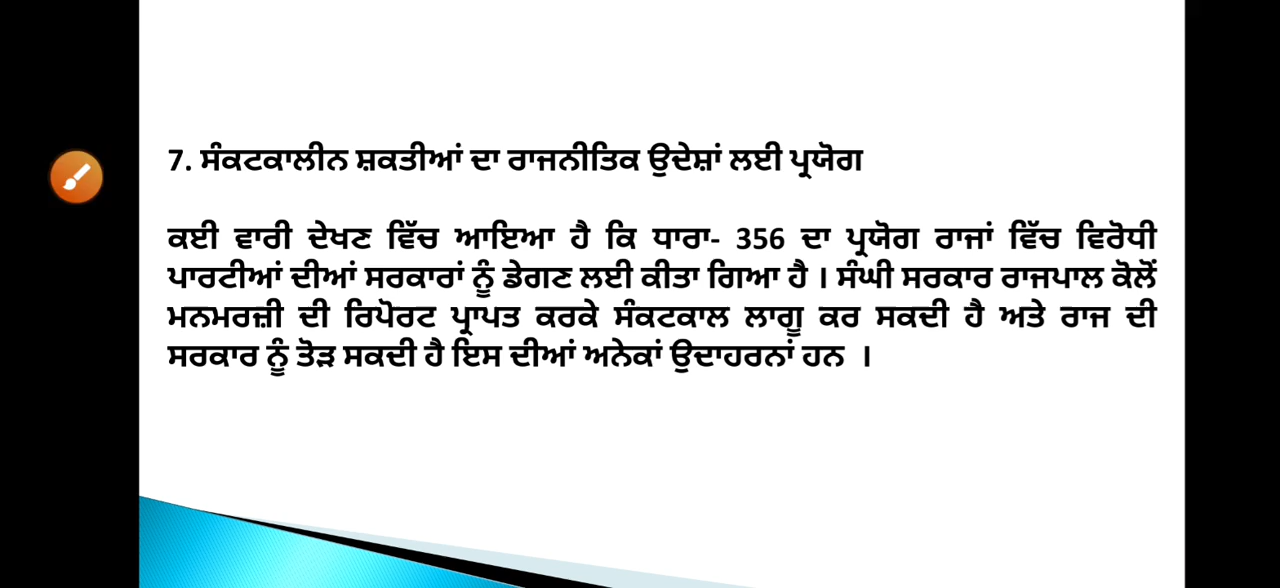 7. ਸੰਕਟਕਾਲੀਨ ਸ਼ਕਤੀਆਂ ਦਾ ਰਾਜਨੀਤਿਕ ਉਦੇਸ਼ਾਂ ਲਈ ਪ੍ਰਯੋਗ
ਕਈ ਵਾਰੀ ਦੇਖਣ ਵਿੱਚ ਆਇਆ ਹੈ ਕਿ ਧਾਰਾ- 356 ਦਾ ਪ੍ਰਯੋਗ ਰਾਜਾਂ ਵਿੱਚ ਵਿਰੋਧੀ
ਪਾਰਟੀਆਂ ਦੀਆਂ ਸਰਕਾਰਾਂ ਨੂੰ ਡੇਗਣ ਲਈ ਕੀਤਾ ਗਿਆ ਹੈ । ਸੰਘੀ ਸਰਕਾਰ ਰਾਜਪਾਲ ਕੋਲੋਂ
ਮਨਮਰਜ਼ੀ ਦੀ ਰਿਪੋਰਟ ਪ੍ਰਾਪਤ ਕਰਕੇ ਸੰਕਟਕਾਲ ਲਾਗੂ ਕਰ ਸਕਦੀ ਹੈ ਅਤੇ ਰਾਜ ਦੀ
ਸਰਕਾਰ ਨੂੰ ਤੋੜ ਸਕਦੀ ਹੈ ਇਸ ਦੀਆਂ ਅਨੇਕਾਂ ਉਦਾਹਰਨਾਂ ਹਨ ।